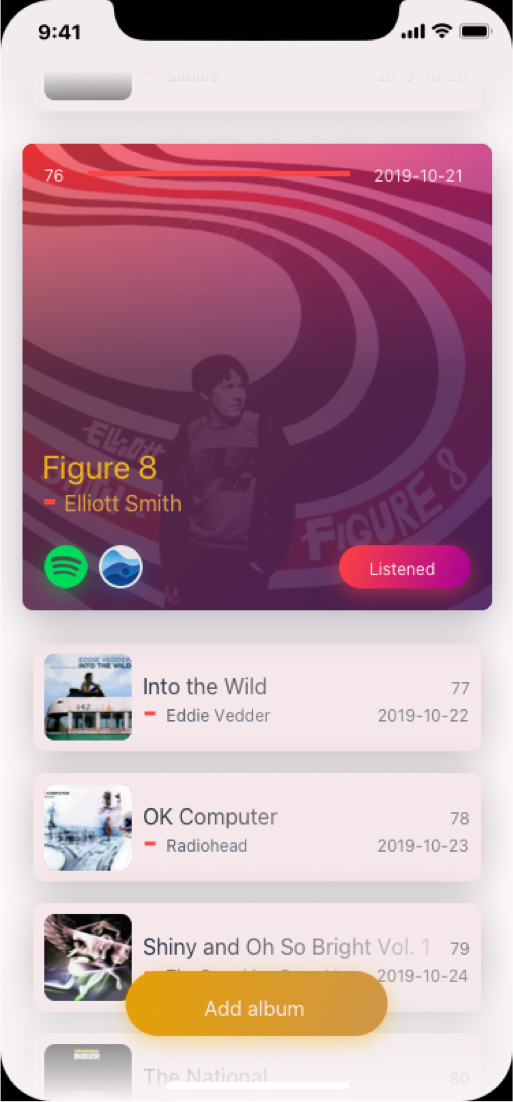 9:41
Sables 2019-10-20
76 2019-10-21
ELLIOTT
Figure 8
Elliott Smith
FIGURE 8
Listened
EDDIE VEDDER
INTO THE WILD
Into the Wild 77
Eddie Vedder 2019-10-22
COMPUTER
OK Computer 78
Radiohead 2019-10-23
Shiny and Oh So Bright Vol. 1 79
2019-10-24
Add album
BOXER
The National 80